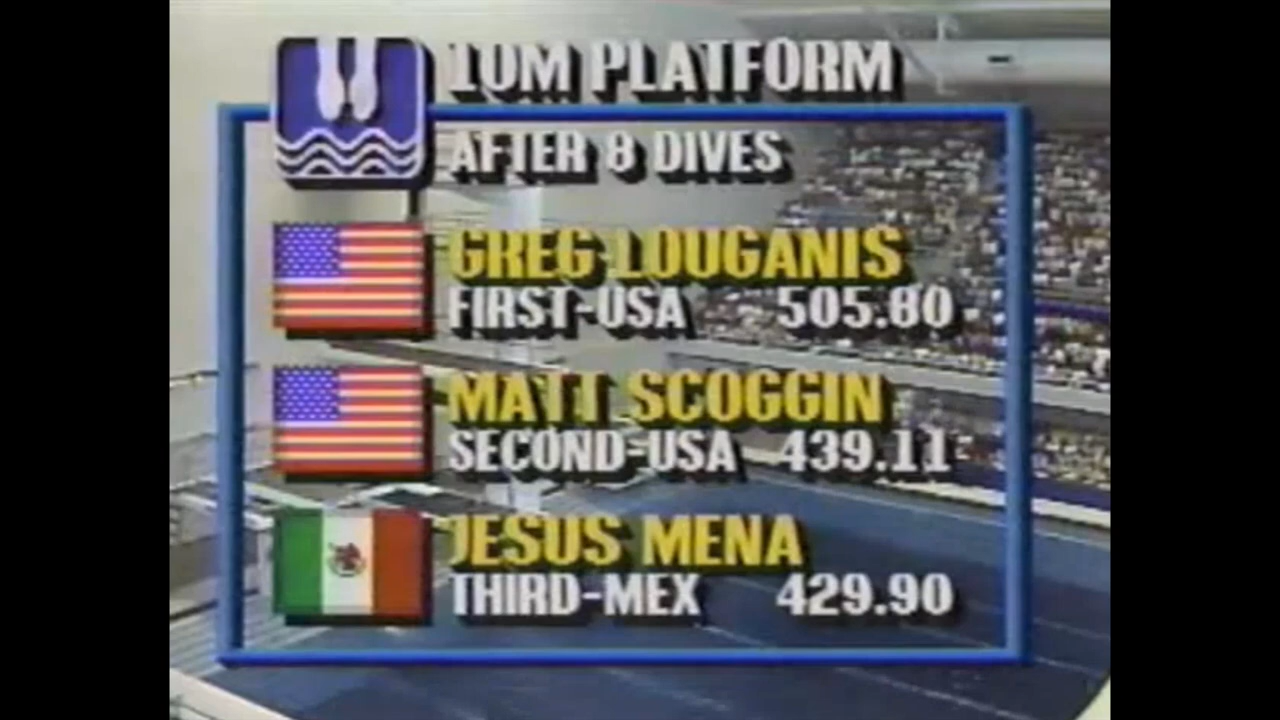 10M PLATFORM
AFTER 8 DIVES
GREG LOUGANIS
FIRST-USA 505.80
MATT SCOGGIN
SECOND-USA 439.11
JESUS MENA
THIRD-MEX 429.90